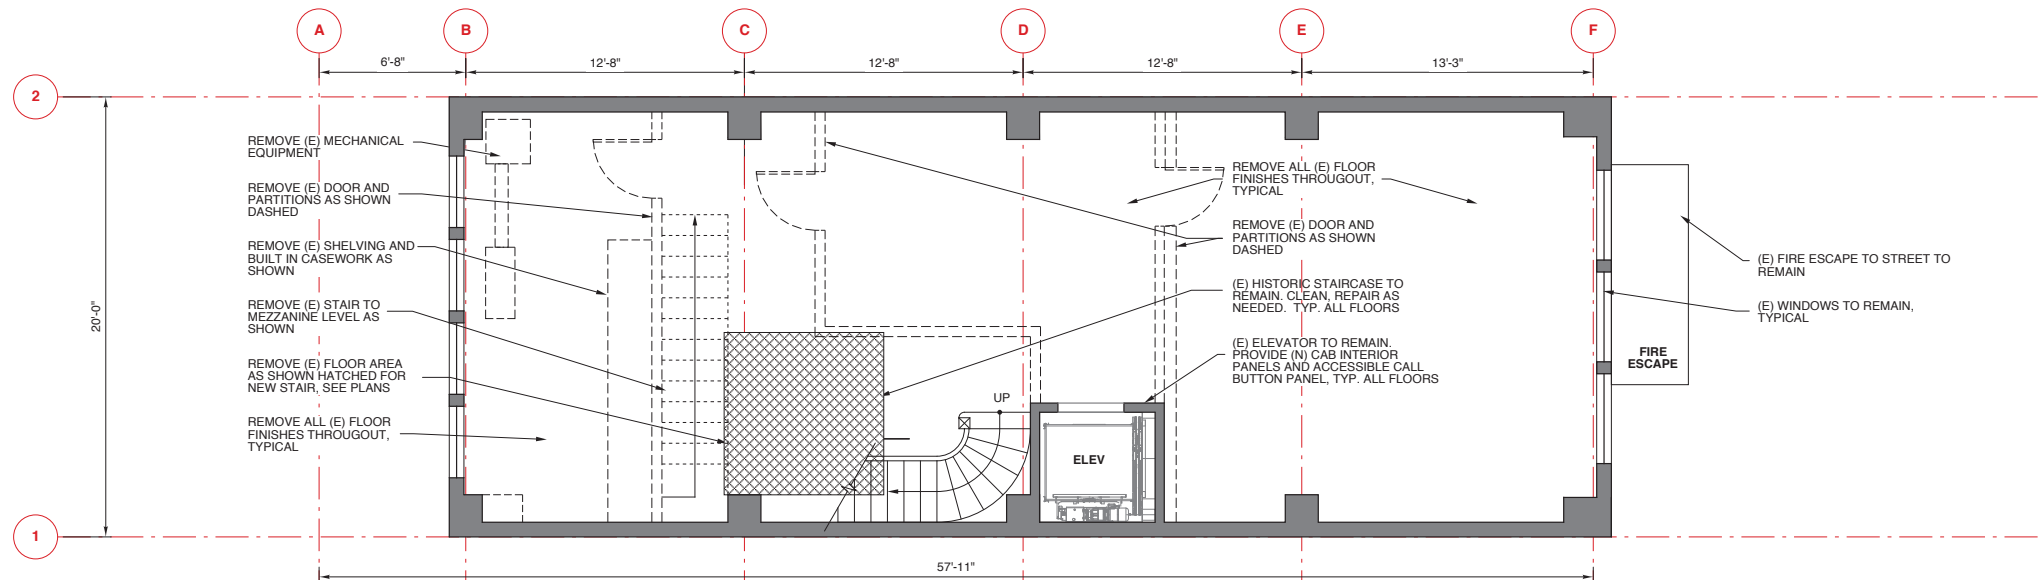 A
B
C
D
E
F
6'-8"
12'-8"
12'-8"
12'-8"
13'-3"
2
1
20'-0"
57'-11"
REMOVE (E) MECHANICAL
EQUIPMENT
REMOVE (E) DOOR AND
PARTITIONS AS SHOWN
DASHED
REMOVE (E) SHELVING AND
BUILT IN CASEWORK AS
SHOWN
REMOVE (E) STAIR TO
MEZZANINE LEVEL AS
SHOWN
REMOVE (E) FLOOR AREA
AS SHOWN HATCHED FOR
NEW STAIR, SEE PLANS
REMOVE ALL (E) FLOOR
FINISHES THROUGOUT,
TYPICAL
UP
ELEV
REMOVE ALL (E) FLOOR
FINISHES THROUGOUT,
TYPICAL
REMOVE (E) DOOR AND
PARTITIONS AS SHOWN
DASHED
(E) HISTORIC STAIRCASE TO
REMAIN. CLEAN, REPAIR AS
NEEDED. TYP. ALL FLOORS
(E) ELEVATOR TO REMAIN.
PROVIDE (N) CAB INTERIOR
PANELS AND ACCESSIBLE CALL
BUTTON PANEL, TYP. ALL FLOORS
(E) FIRE ESCAPE TO STREET TO
REMAIN
(E) WINDOWS TO REMAIN,
TYPICAL
FIRE
ESCAPE